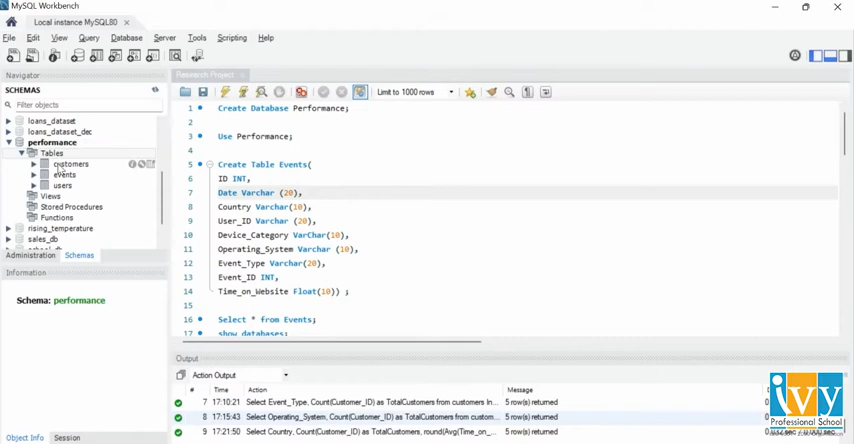 MySQL Workbench
Local instance MySQL80
File Edit View Query Database Server Tools Scripting Help
Navigator
SCHEMAS
Filter objects
loans_dataset
loans_dataset_dec
performance
Tables
customers
events
users
Views
Stored Procedures
Functions
rising_temperature
sales_db
Administration Schemas
Information
Schema: performance
Object Info Session
Research Project
Limit to 1000 rows
1 Create Database Performance;
2
3 Use Performance;
4
5 Create Table Events(
6 ID INT,
7 Date Varchar (20),
8 Country Varchar(10),
9 User_ID Varchar (20),
10 Device_Category VarChar(10),
11 Operating_System Varchar (10),
12 Event_Type Varchar(20),
13 Event_ID INT,
14 Time_on_Website Float(10)) ;
15
16 Select * from Events;
17 show databases;
Output
Action Output
# Time Action Message
7 17:10:21 Select Event_Type, Count(Customer_ID) as TotalCustomers from customers In... 5 row(s) returned
8 17:15:43 Select Operating_System, Count(Customer_ID) as TotalCustomers from custom... 5 row(s) returned
9 17:21:50 Select Country, Count(Customer_ID) as TotalCustomers, round(Avg(Time_on_... 5 row(s) returned
ivy
Professional School